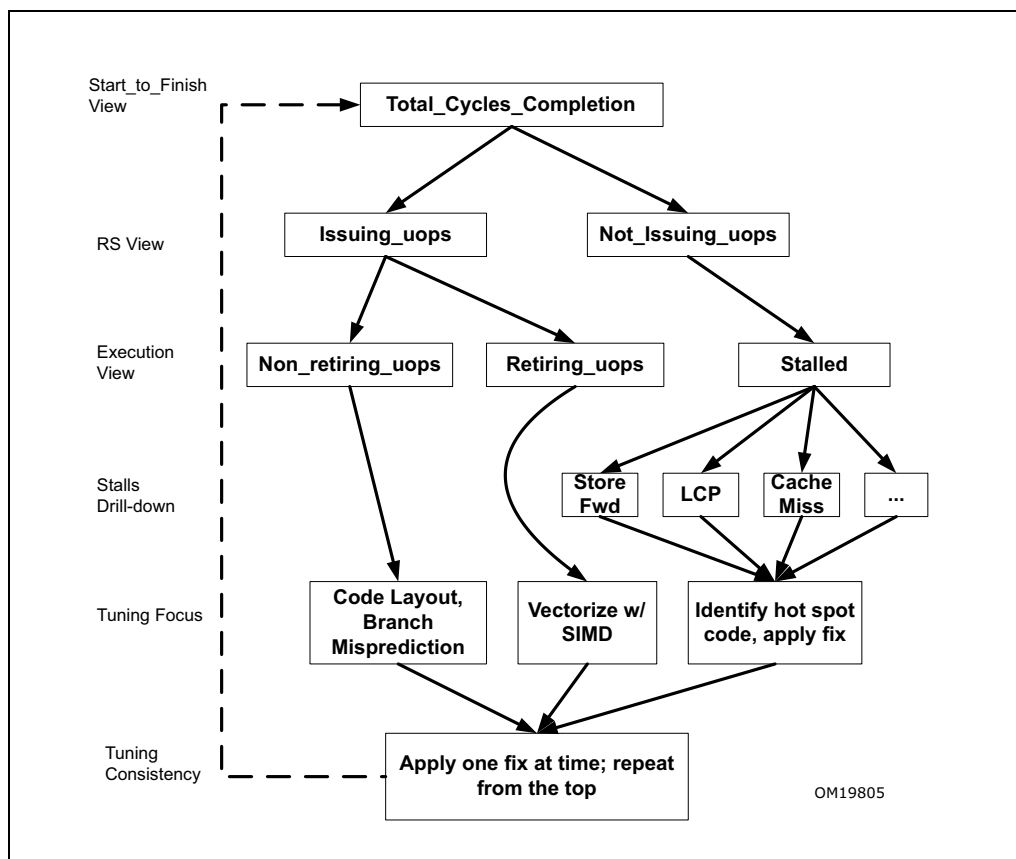 Start_to_Finish
View
Total_Cycles_Completion
RS View
Issuing_uops
Not_Issuing_uops
Execution
View
Non_retiring_uops
Retiring_uops
Stalled
Stalls
Drill-down
Store
Fwd
LCP
Cache
Miss
...
Tuning Focus
Code Layout,
Branch
Misprediction
Vectorize w/
SIMD
Identify hot spot
code, apply fix
Tuning
Consistency
Apply one fix at time; repeat
from the top
OM19805